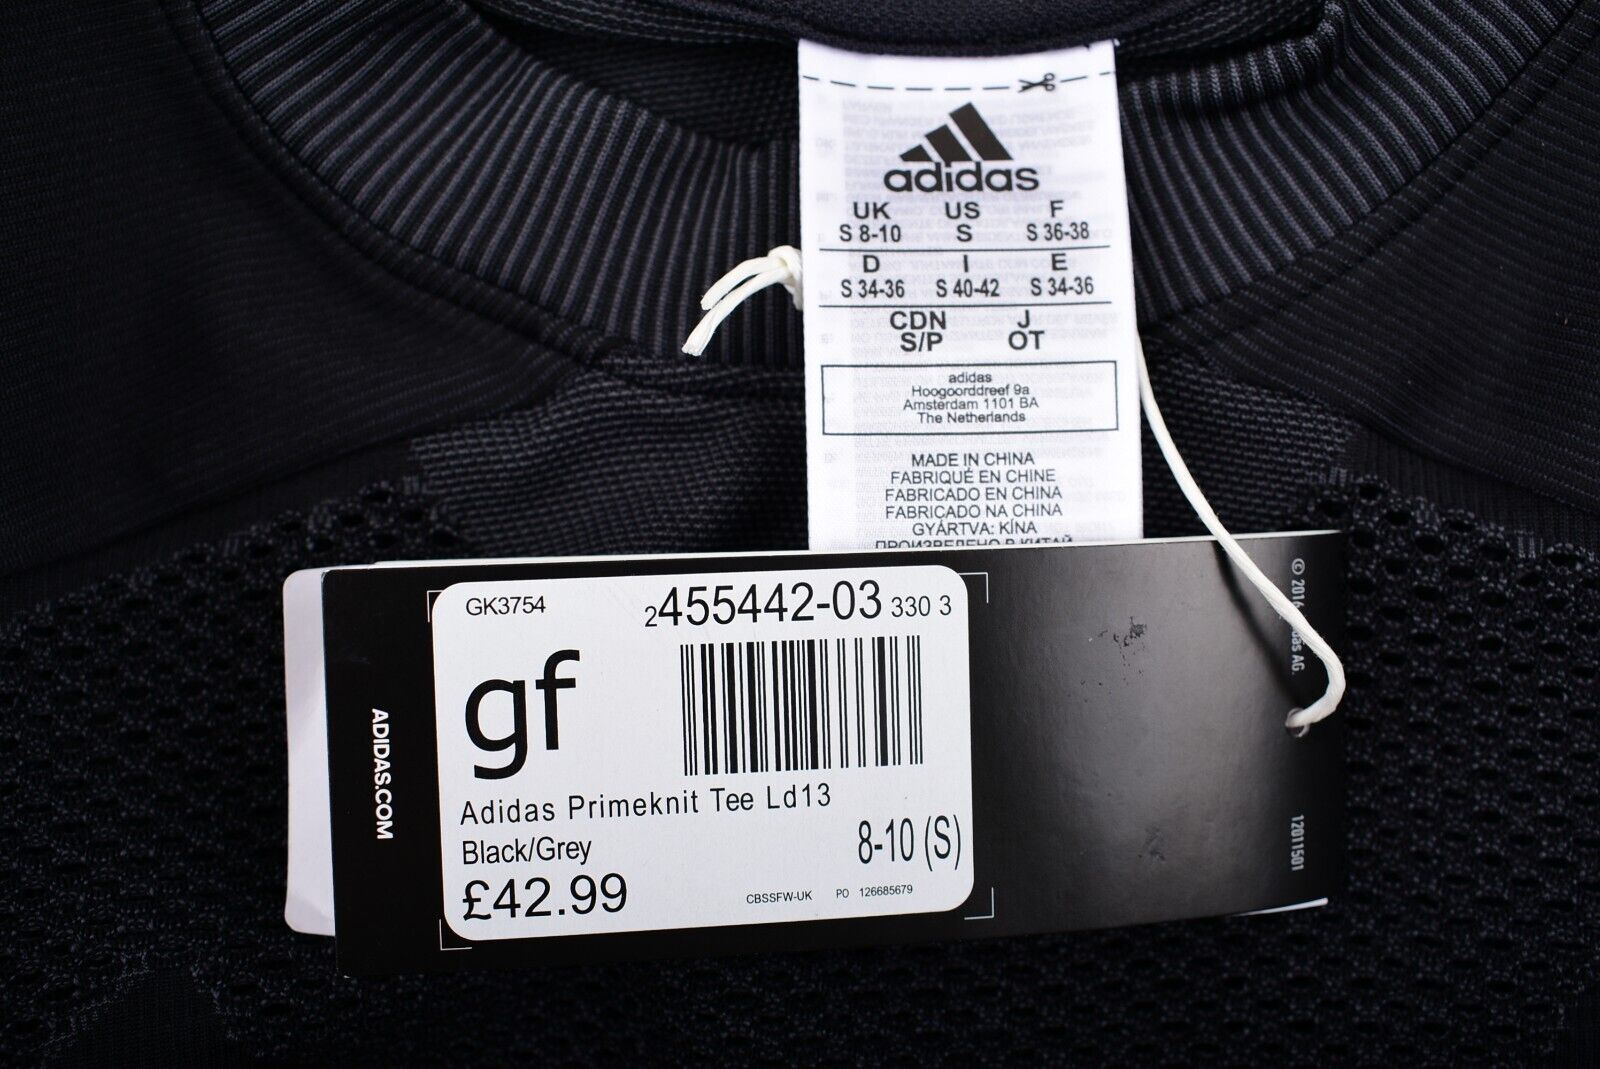 adidas
UK US F
S 8-10 S S 36-38
D I E
S 34-36 S 40-42 S 34-36
CDN J
S/P OT
adidas
Hoogoorddreef 9a
Amsterdam 1101 BA
The Netherlands
MADE IN CHINA
FABRIQUÉ EN CHINE
FABRICADO EN CHINA
FABRICADO NA CHINA
GYÁRTVA: KÍNA
ПРОИЗВЕДЕНО В КИТАЙ
GK3754
2455442-03 330 3
gf
Adidas Primeknit Tee Ld13
Black/Grey
8-10 (S)
£42.99
CBSSFW-UK PO 126685679
ADIDAS.COM
AG.
12011501